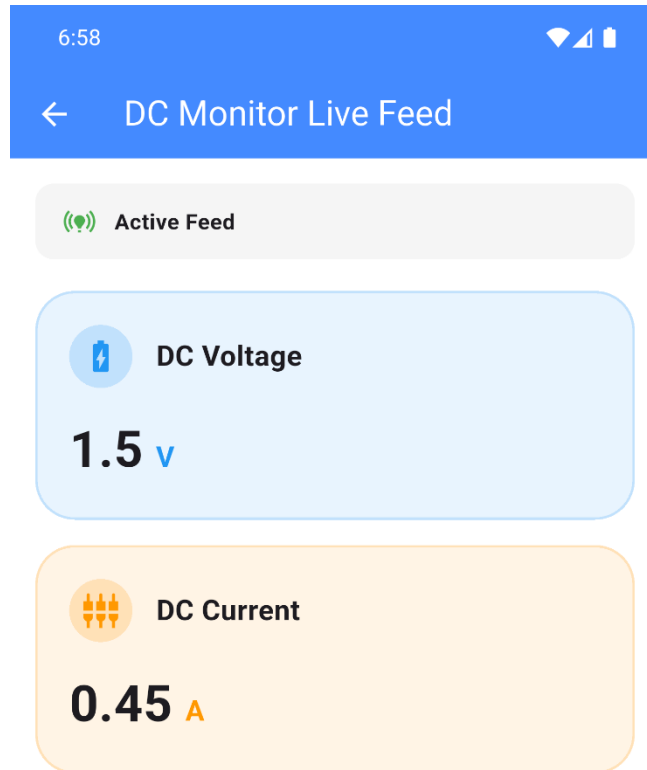 6:58
DC Monitor Live Feed
Active Feed
DC Voltage
1.5 V
DC Current
0.45 A